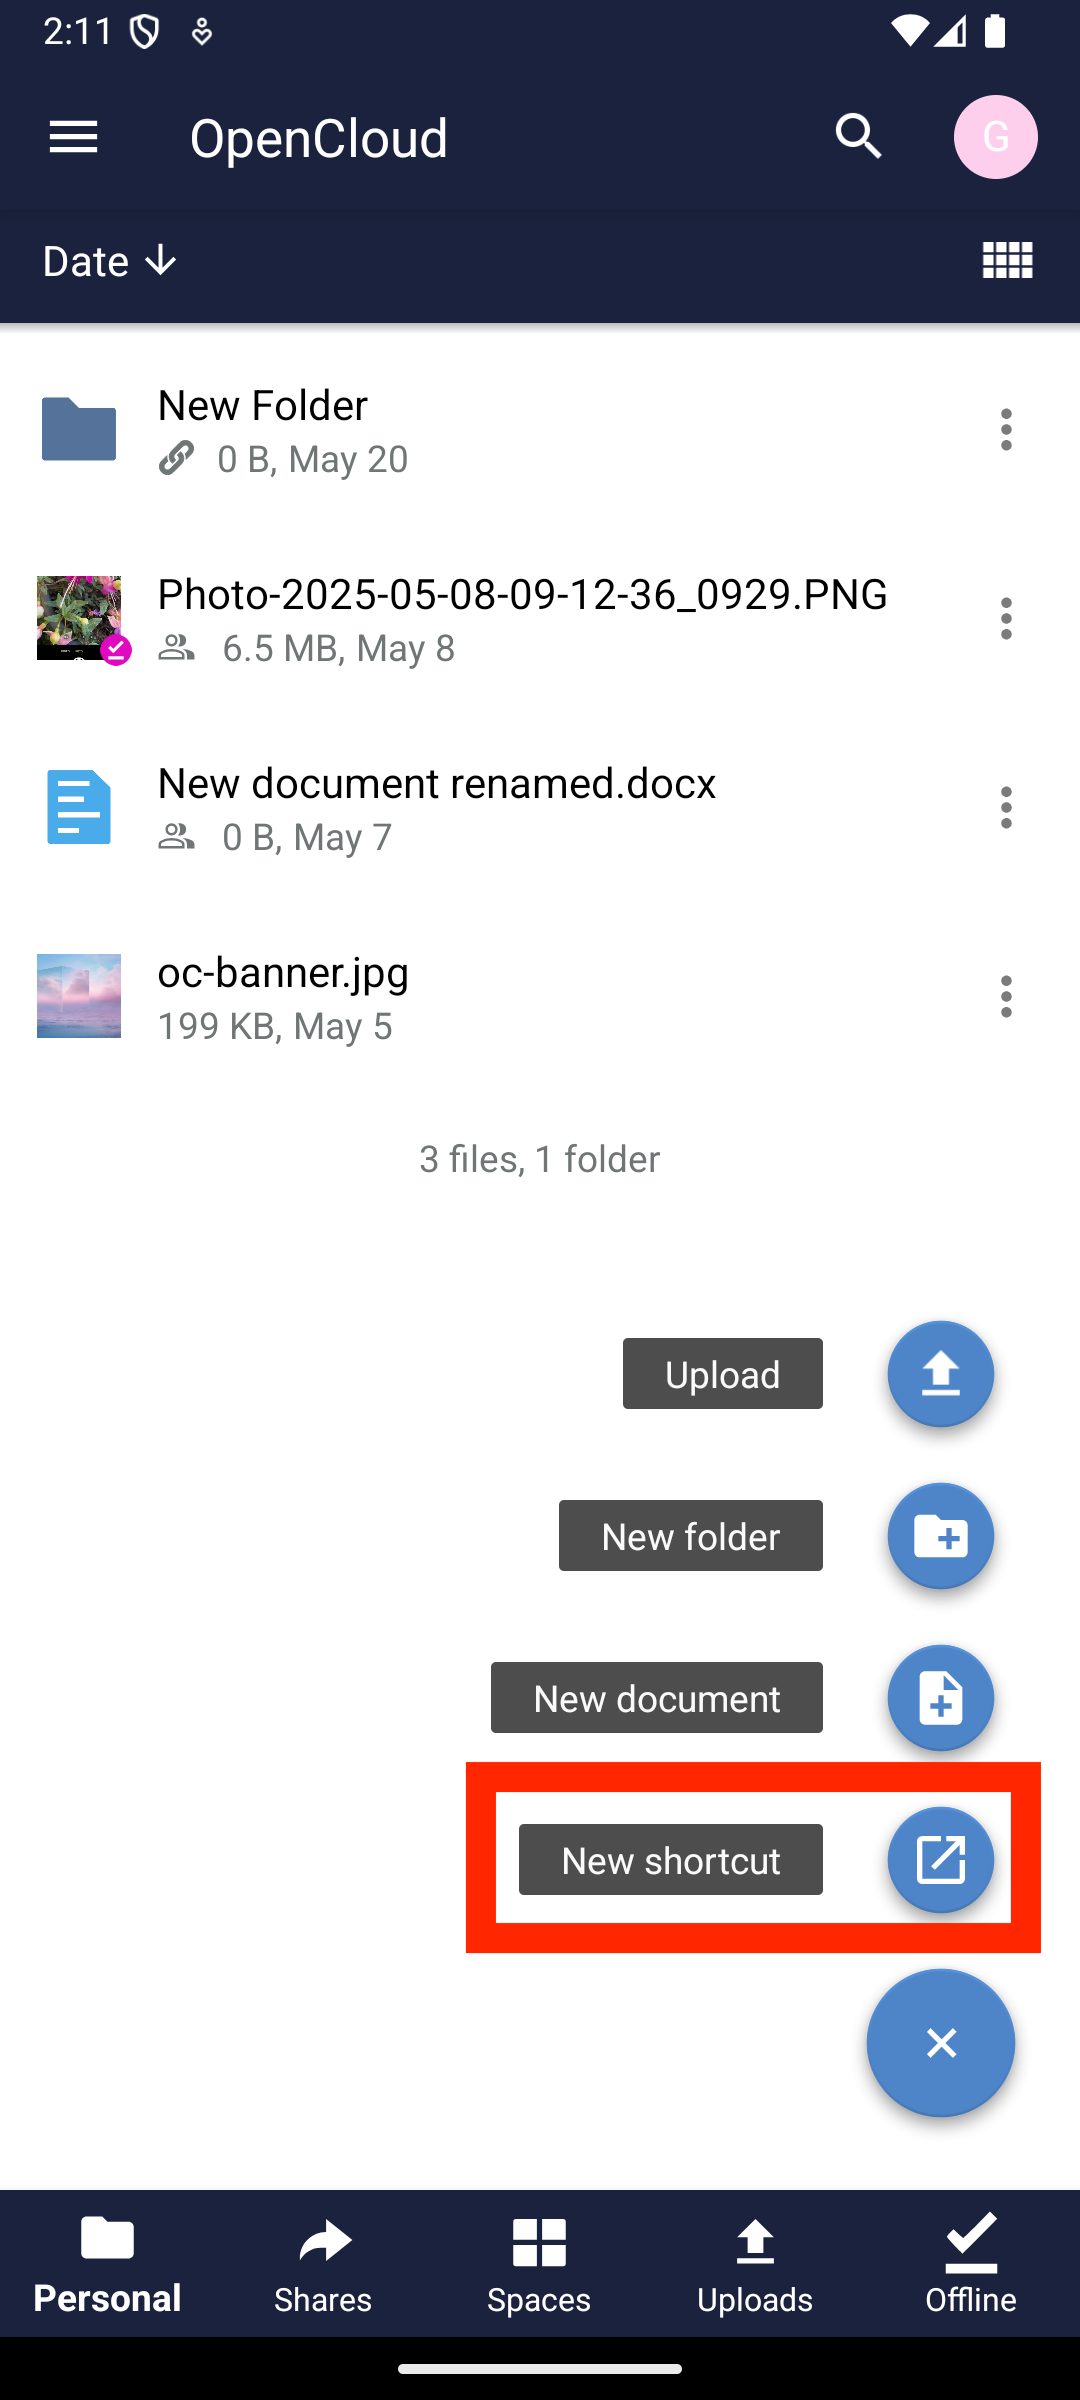 2:11
OpenCloud
G
Date
New Folder
0 B, May 20
Photo-2025-05-08-09-12-36_0929.PNG
6.5 MB, May 8
New document renamed.docx
0 B, May 7
oc-banner.jpg
199 KB, May 5
3 files, 1 folder
Upload
New folder
New document
New shortcut
Personal
Shares
Spaces
Uploads
Offline